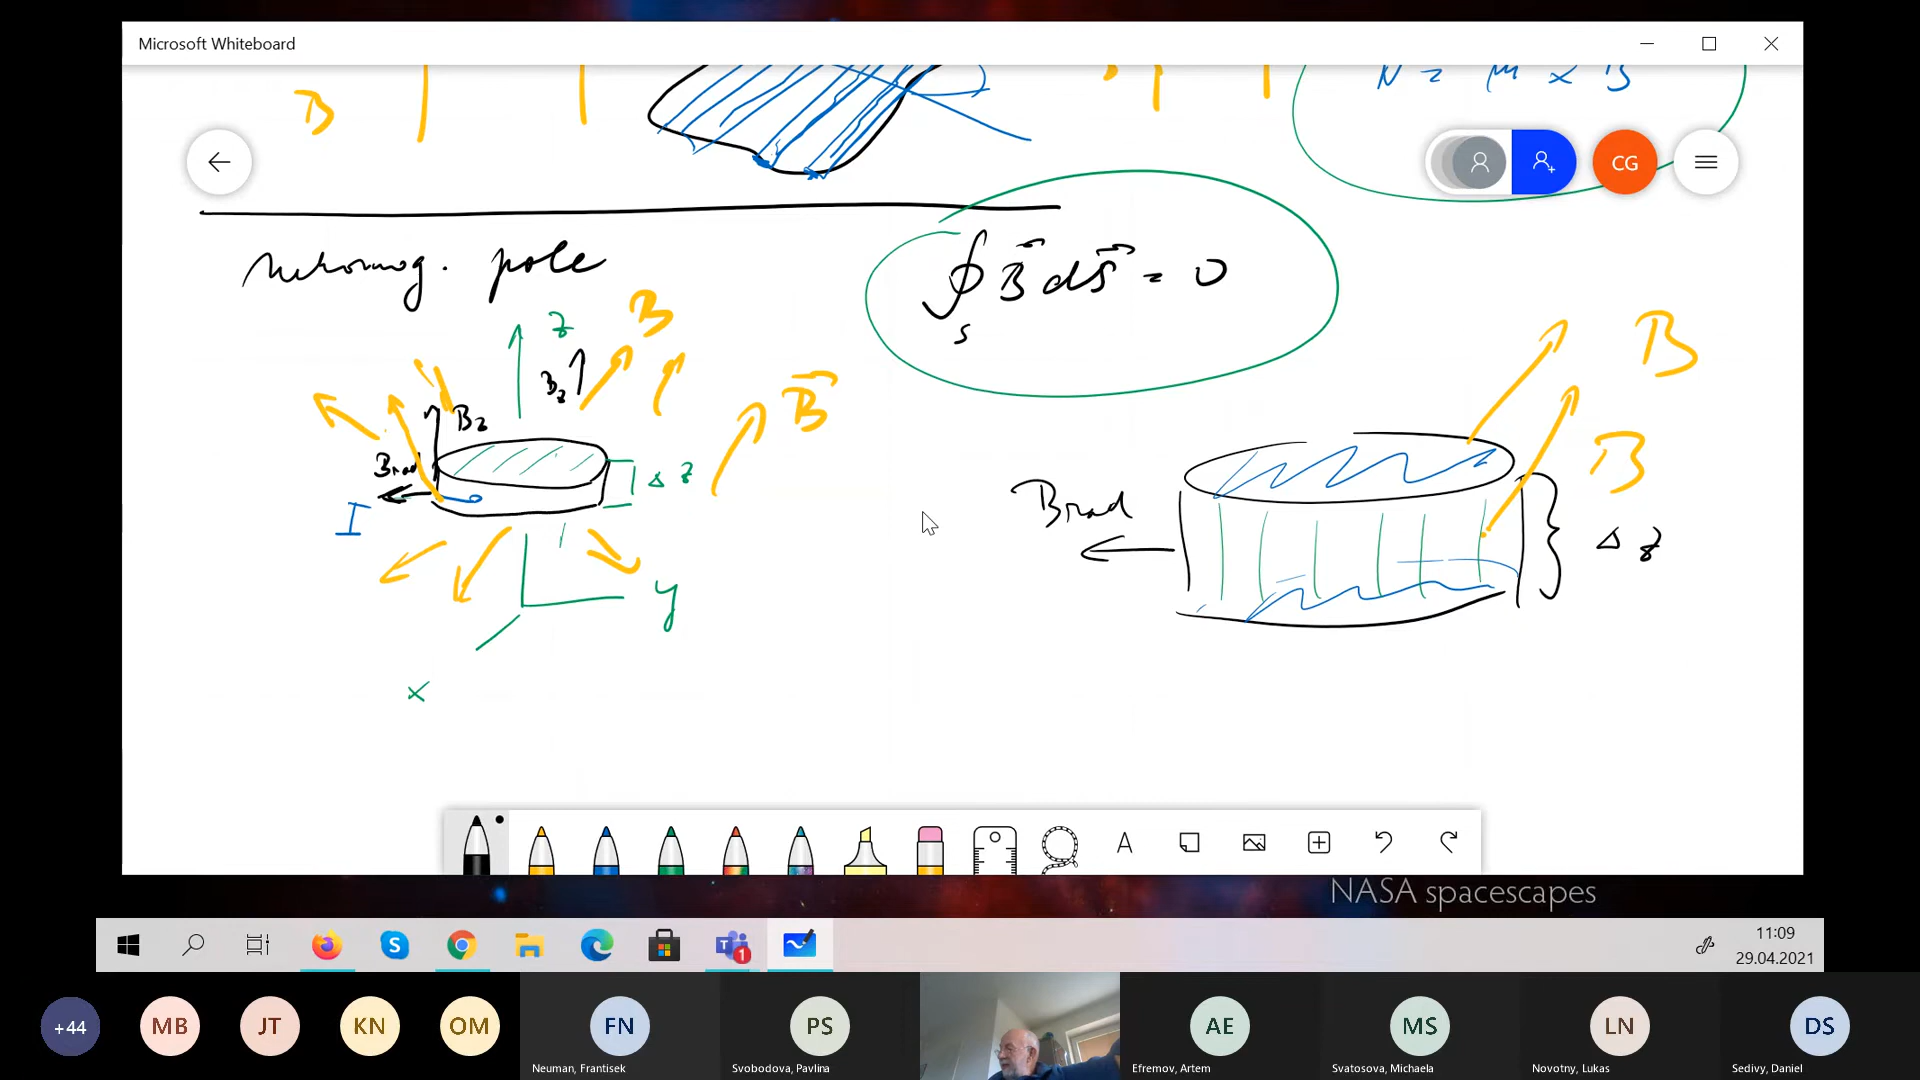 Microsoft Whiteboard
B
N = m × B
CG
nehomog. pole
∮ B⃗ dS⃗ = 0
S
z
B
B
Bz
B⃗
Bz
B
Brad
Δ z
B
Brad
I
Δ z
y
x
A
NASA spacescapes
11:09
29.04.2021
S
T
1
+44
MB
JT
KN
OM
FN
PS
AE
MS
LN
DS
Neuman, Frantisek
Svobodova, Pavlina
Efremov, Artem
Svatosova, Michaela
Novotny, Lukas
Sedivy, Daniel